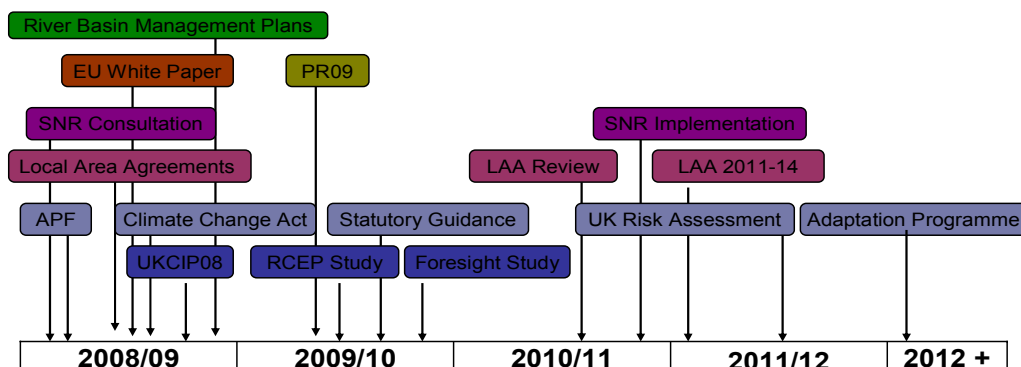 River Basin Management Plans
EU White Paper
PR09
SNR Consultation
SNR Implementation
Local Area Agreements
LAA Review
LAA 2011-14
APF
Climate Change Act
Statutory Guidance
UK Risk Assessment
Adaptation Programme
UKCIP08
RCEP Study
Foresight Study
2008/09
2009/10
2010/11
2011/12
2012 +